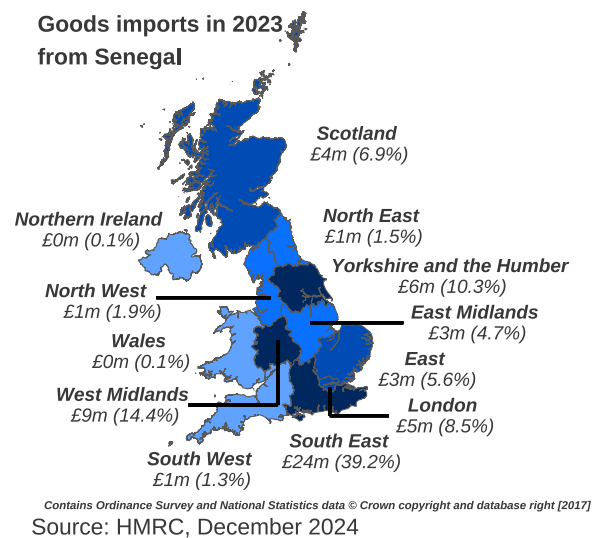 Goods imports in 2023
from Senegal
Scotland
£4m (6.9%)
Northern Ireland
£0m (0.1%)
North East
£1m (1.5%)
Yorkshire and the Humber
£6m (10.3%)
North West
£1m (1.9%)
East Midlands
£3m (4.7%)
Wales
£0m (0.1%)
East
£3m (5.6%)
West Midlands
£9m (14.4%)
London
£5m (8.5%)
South East
£24m (39.2%)
South West
£1m (1.3%)
Contains Ordinance Survey and National Statistics data © Crown copyright and database right [2017]
Source: HMRC, December 2024